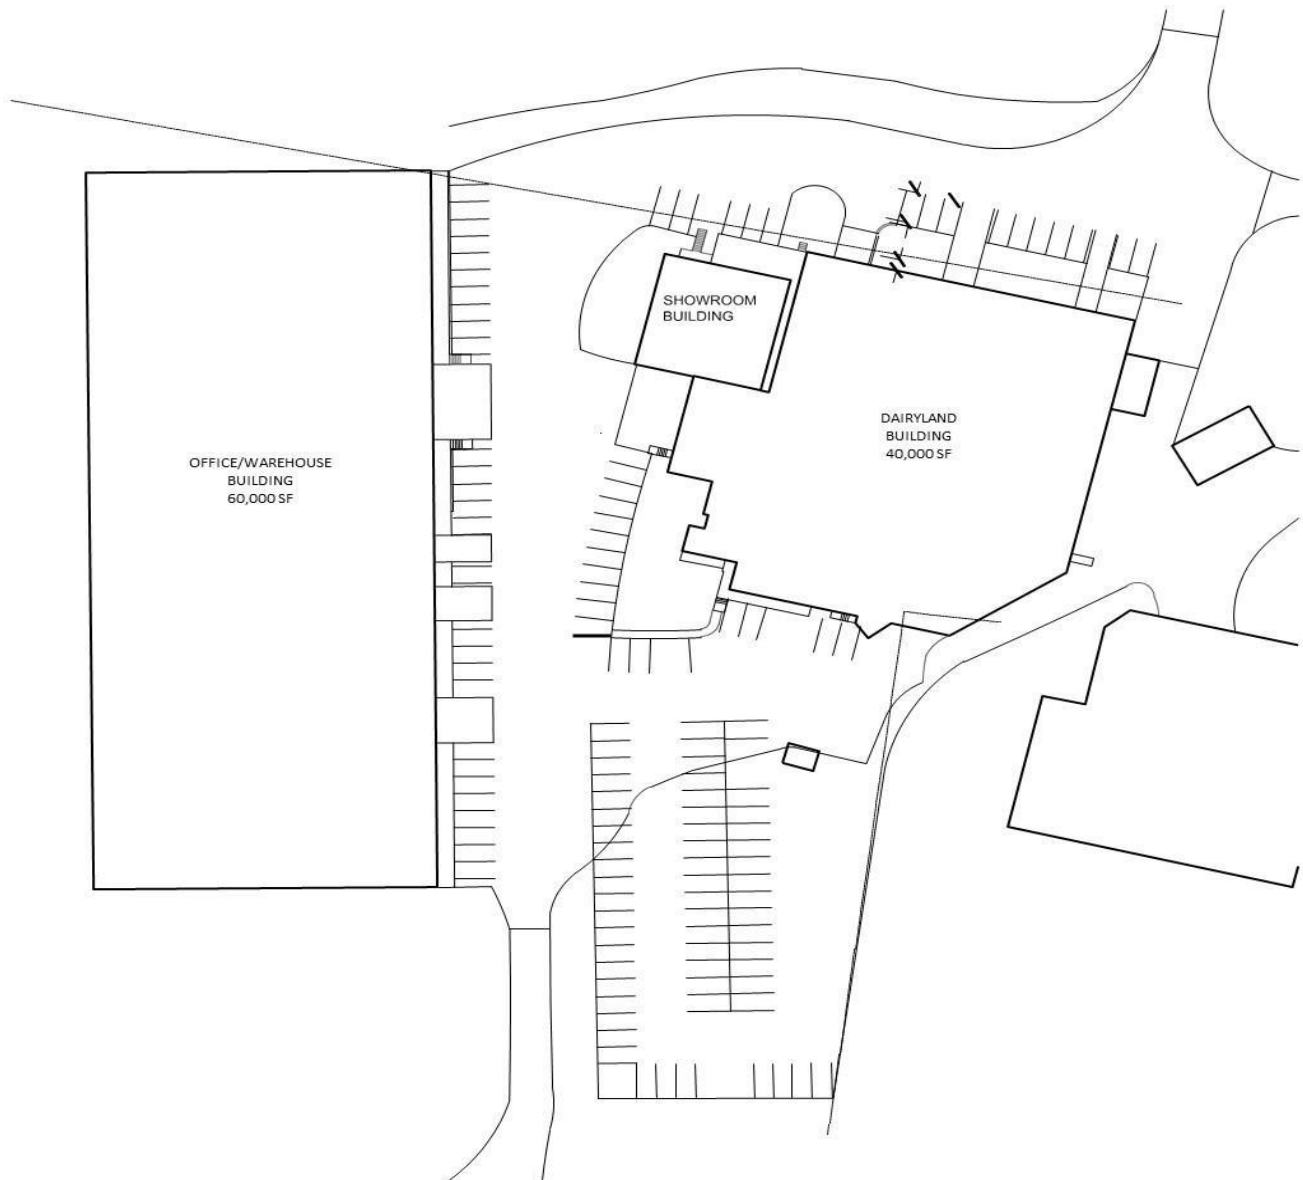 SHOWROOM
BUILDING
DAIRYLAND
BUILDING
40,000 SF
OFFICE/WAREHOUSE
BUILDING
60,000 SF